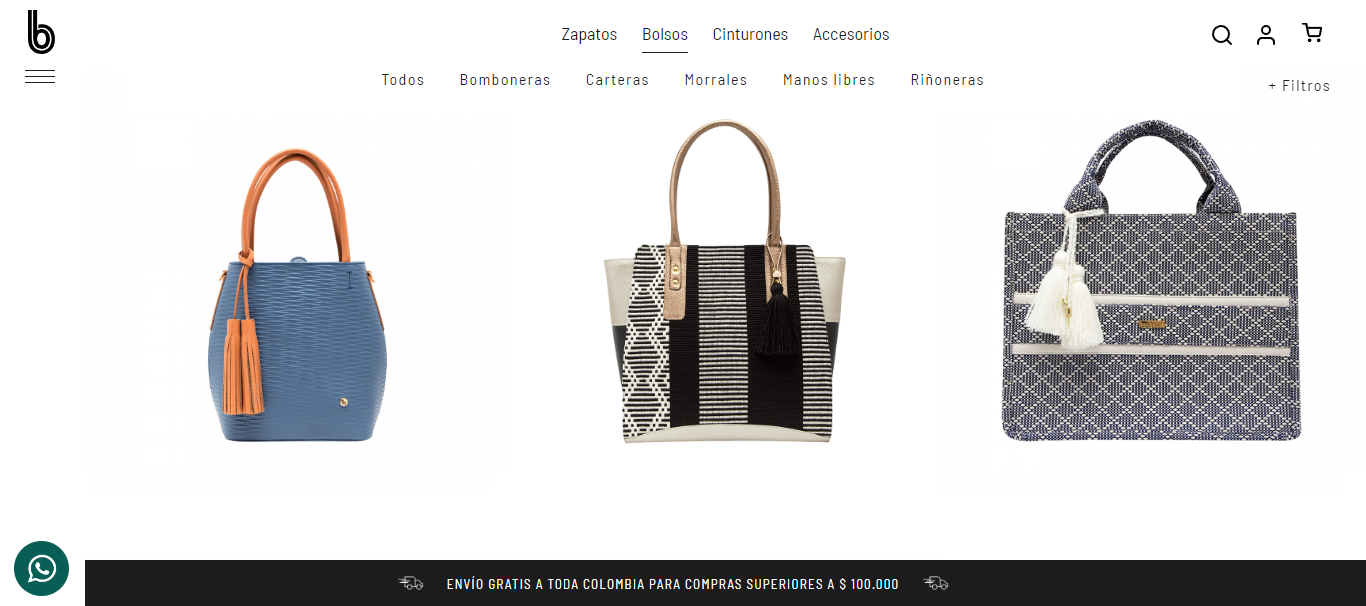 b
Zapatos Bolsos Cinturones Accesorios
Todos Bomboneras Carteras Morrales Manos libres Riñoneras
+ Filtros
ENVÍO GRATIS A TODA COLOMBIA PARA COMPRAS SUPERIORES A $ 100.000